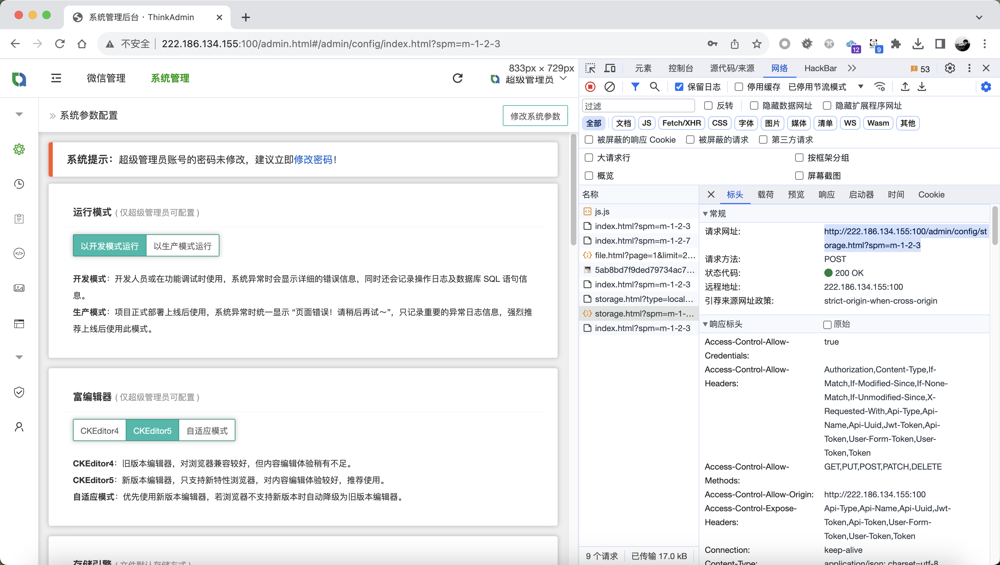 系统管理后台 · ThinkAdmin
不安全
222.186.134.155:100/admin.html#/admin/config/index.html?spm=m-1-2-3
12
9
微信管理
系统管理
833px × 729px
超级管理员
系统参数配置
修改系统参数
系统提示：超级管理员账号的密码未修改，建议立即修改密码！
运行模式 ( 仅超级管理员可配置 )
以开发模式运行
以生产模式运行
开发模式：开发人员或在功能调试时使用，系统异常时会显示详细的错误信息，同时还会记录操作日志及数据库 SQL 语句信
息。
生产模式：项目正式部署上线后使用，系统异常时统一显示 “页面错误！请稍后再试～”，只记录重要的异常日志信息，强烈推
荐上线后使用此模式。
富编辑器 ( 仅超级管理员可配置 )
CKEditor4
CKEditor5
自适应模式
CKEditor4：旧版本编辑器，对浏览器兼容较好，但内容编辑体验稍有不足。
CKEditor5：新版本编辑器，只支持新特性浏览器，对内容编辑体验较好，推荐使用。
自适应模式：优先使用新版本编辑器，若浏览器不支持新版本时自动降级为旧版本编辑器。
存储引擎 ( 文件默认存储方式 )
元素
控制台
源代码/来源
网络
HackBar
53
保留日志
停用缓存
已停用节流模式
过滤
反转
隐藏数据网址
隐藏扩展程序网址
全部
文档
JS
Fetch/XHR
CSS
字体
图片
媒体
清单
WS
Wasm
其他
被屏蔽的响应 Cookie
被屏蔽的请求
第三方请求
大请求行
按框架分组
概览
屏幕截图
名称
js.js
index.html?spm=m-1-2-3
index.html?spm=m-1-2-7
file.html?page=1&limit=2…
5ab8bd7f9ded79734ac7…
index.html?spm=m-1-2-3
storage.html?type=local…
storage.html?spm=m-1-…
index.html?spm=m-1-2-3
9 个请求
已传输 17.0 kB
标头
载荷
预览
响应
启动器
时间
Cookie
常规
请求网址:
http://222.186.134.155:100/admin/config/st
orage.html?spm=m-1-2-3
请求方法:
POST
状态代码:
200 OK
远程地址:
222.186.134.155:100
引荐来源网址政策:
strict-origin-when-cross-origin
响应标头
原始
Access-Control-Allow-
Credentials:
true
Access-Control-Allow-
Headers:
Authorization,Content-Type,If-
Match,If-Modified-Since,If-None-
Match,If-Unmodified-Since,X-
Requested-With,Api-Type,Api-
Name,Api-Uuid,Jwt-Token,Api-
Token,User-Form-Token,User-
Token,Token
Access-Control-Allow-
Methods:
GET,PUT,POST,PATCH,DELETE
Access-Control-Allow-Origin:
http://222.186.134.155:100
Access-Control-Expose-
Headers:
Api-Type,Api-Name,Api-Uuid,Jwt-
Token,Api-Token,User-Form-
Token,User-Token,Token
Connection:
keep-alive
Content-Type:
application/json; charset=utf-8